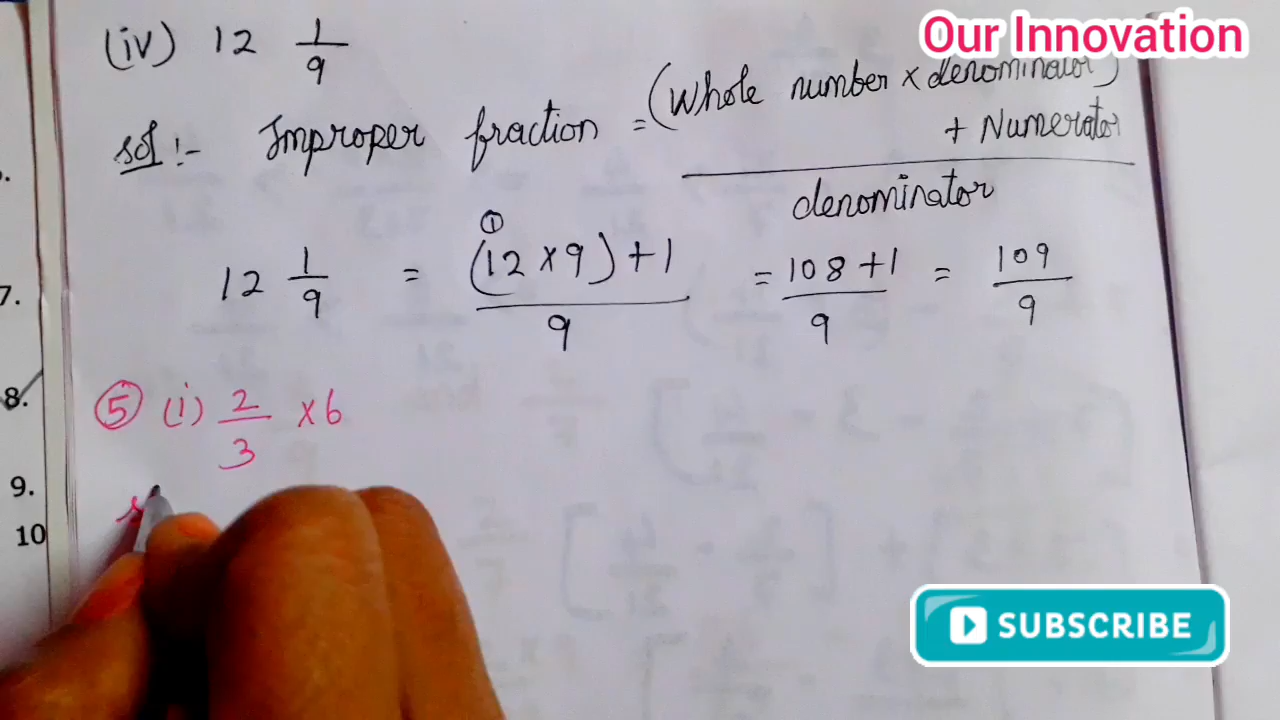 Our Innovation
(iv) 12 1/9
Sol :- Improper fraction = (Whole number × denominator) + Numerator / denominator
12 1/9 = (12 × 9) + 1 / 9 = 108 + 1 / 9 = 109 / 9
①
⑤ (i) 2/3 × 6
s
7.
8.
9.
10
SUBSCRIBE